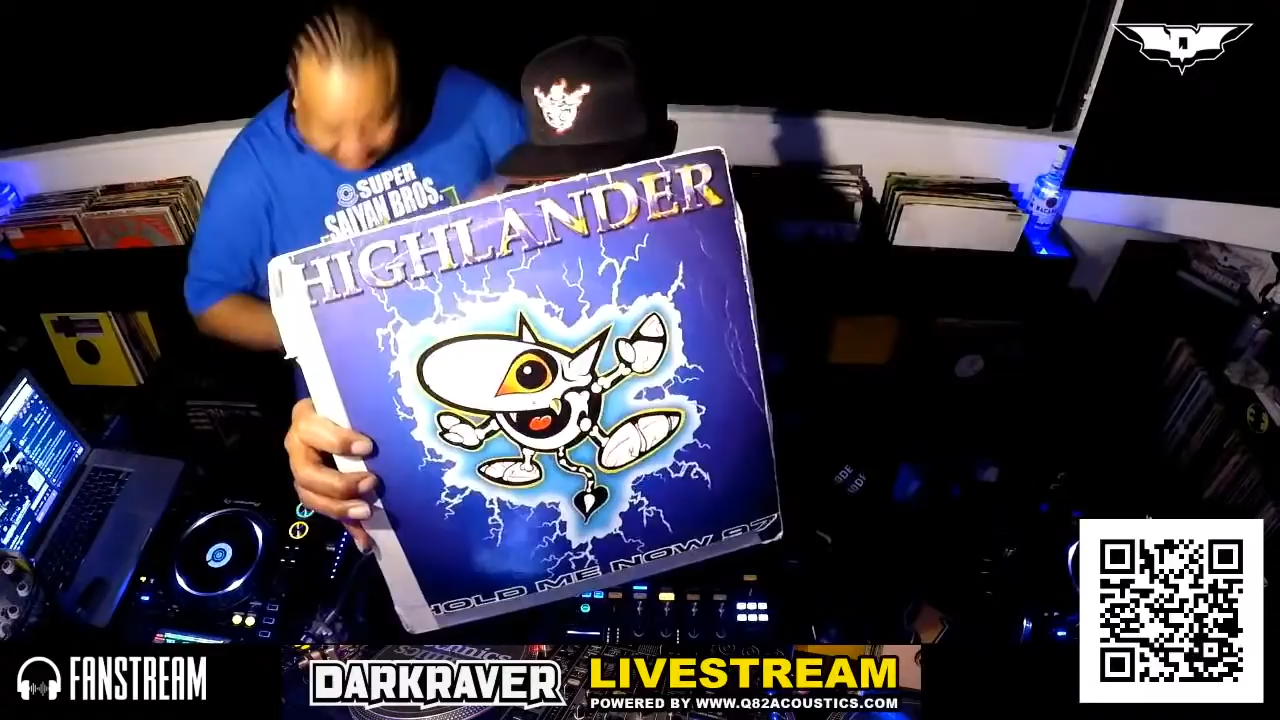 SUPER
SAIYAN BROS.
HIGHLANDER
HOLD ME NOW 97
FANSTREAM
DARKRAVER
LIVESTREAM
POWERED BY WWW.Q82ACOUSTICS.COM